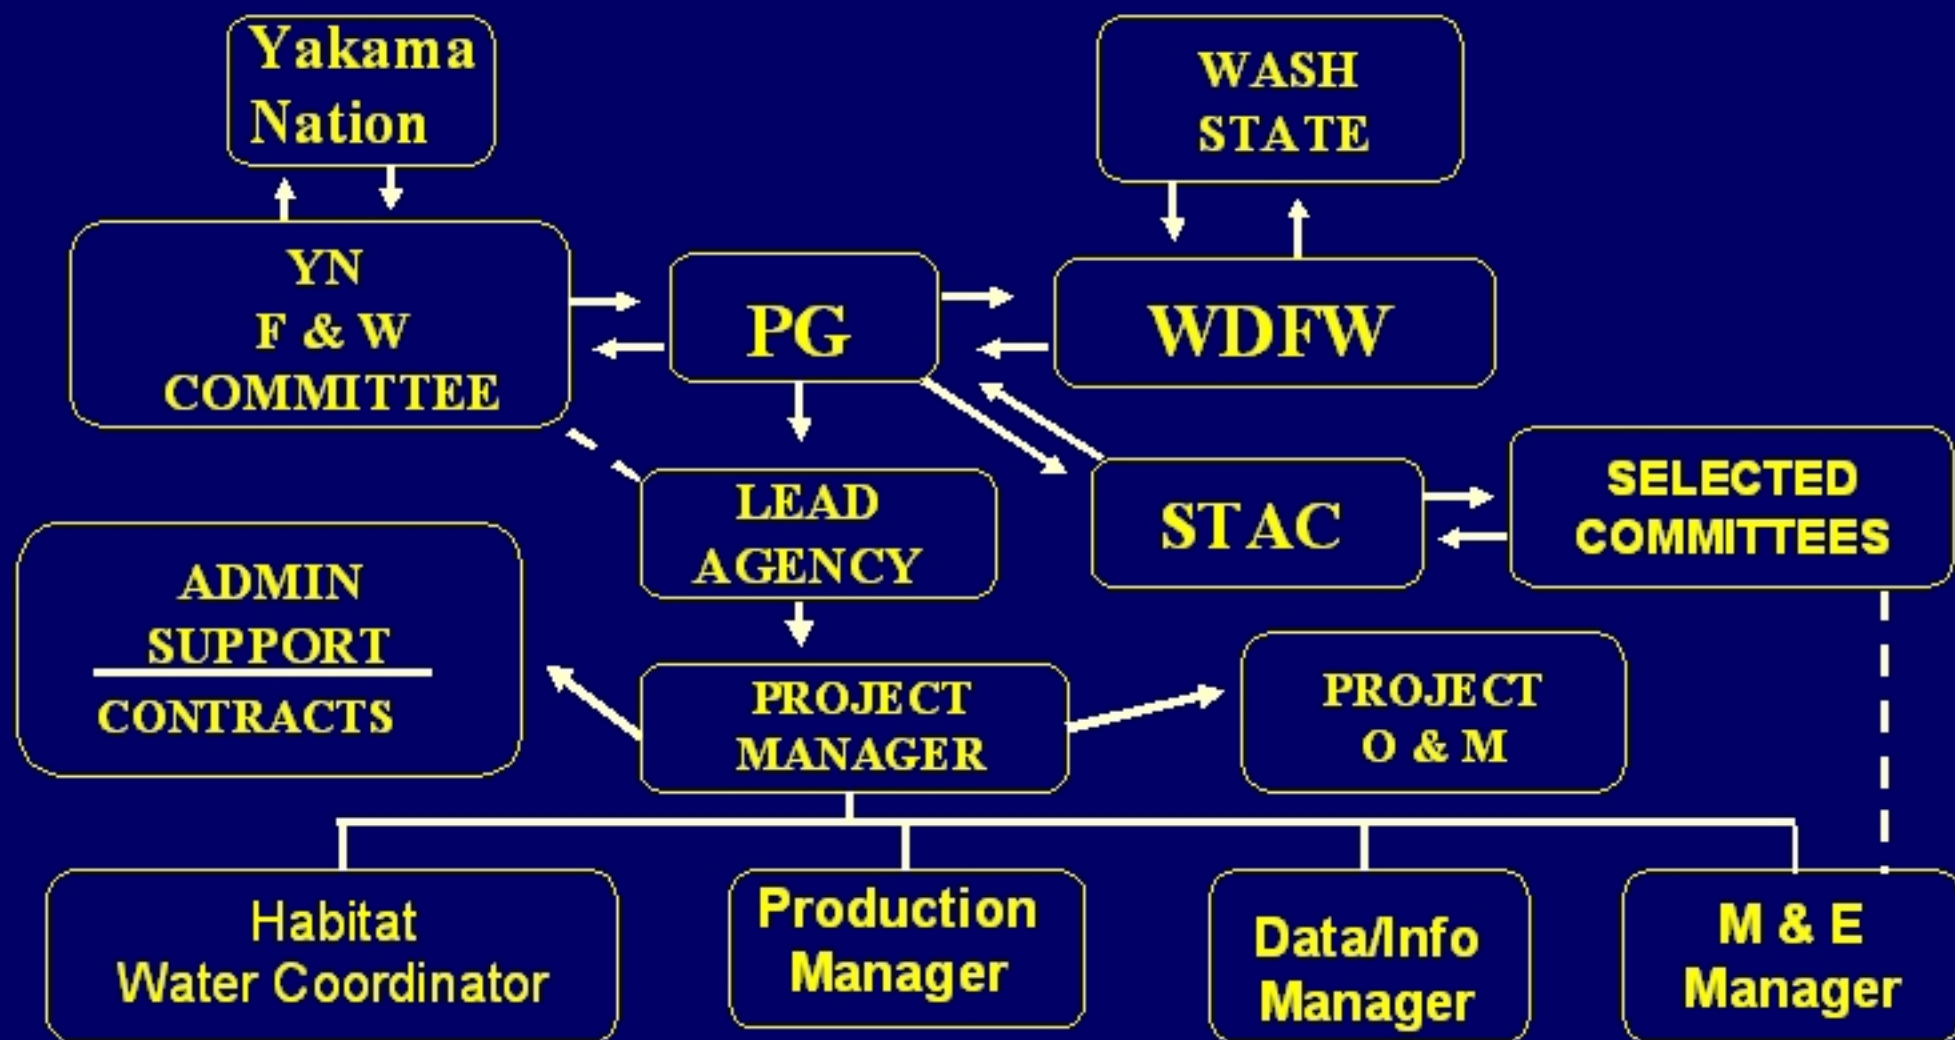 Yakama
Nation
WASH
STATE
YN
F & W
COMMITTEE
PG
WDFW
LEAD
AGENCY
STAC
SELECTED
COMMITTEES
ADMIN
SUPPORT
CONTRACTS
PROJECT
MANAGER
PROJECT
O & M
Habitat
Water Coordinator
Production
Manager
Data/Info
Manager
M & E
Manager